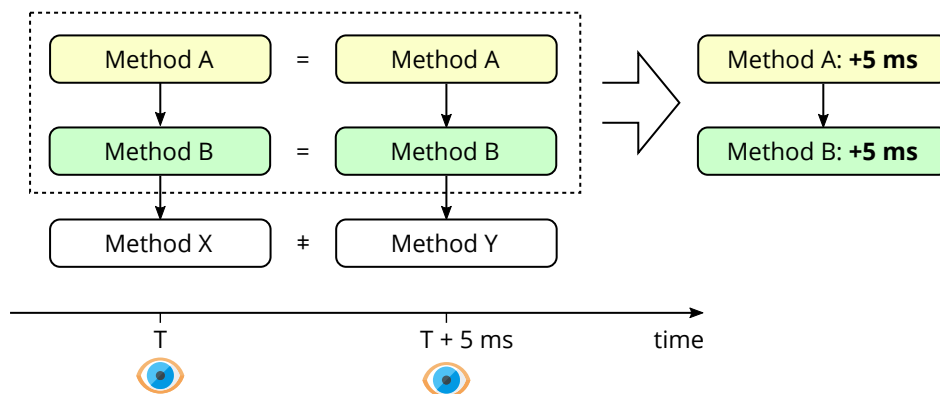 Method A = Method A Method A: +5 ms
Method B = Method B Method B: +5 ms
Method X ≠ Method Y
T T + 5 ms time